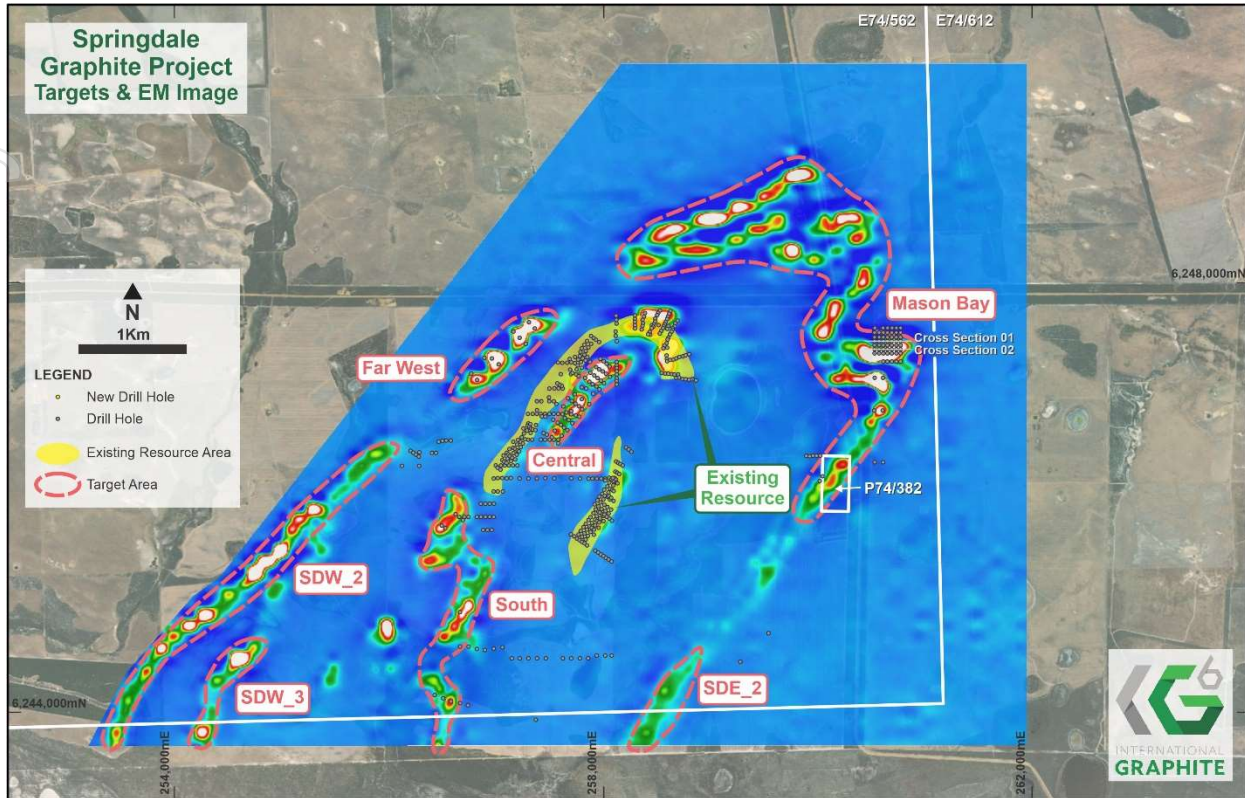 Springdale
Graphite Project
Targets & EM Image
E74/562
E74/612
6,248,000mN
N
1Km
LEGEND
New Drill Hole
Drill Hole
Existing Resource Area
Target Area
Mason Bay
Cross Section 01
Cross Section 02
Far West
Central
Existing
Resource
P74/382
SDW_2
South
SDW_3
SDE_2
6,244,000mN
254,000mE
258,000mE
262,000mE
G6
INTERNATIONAL
GRAPHITE